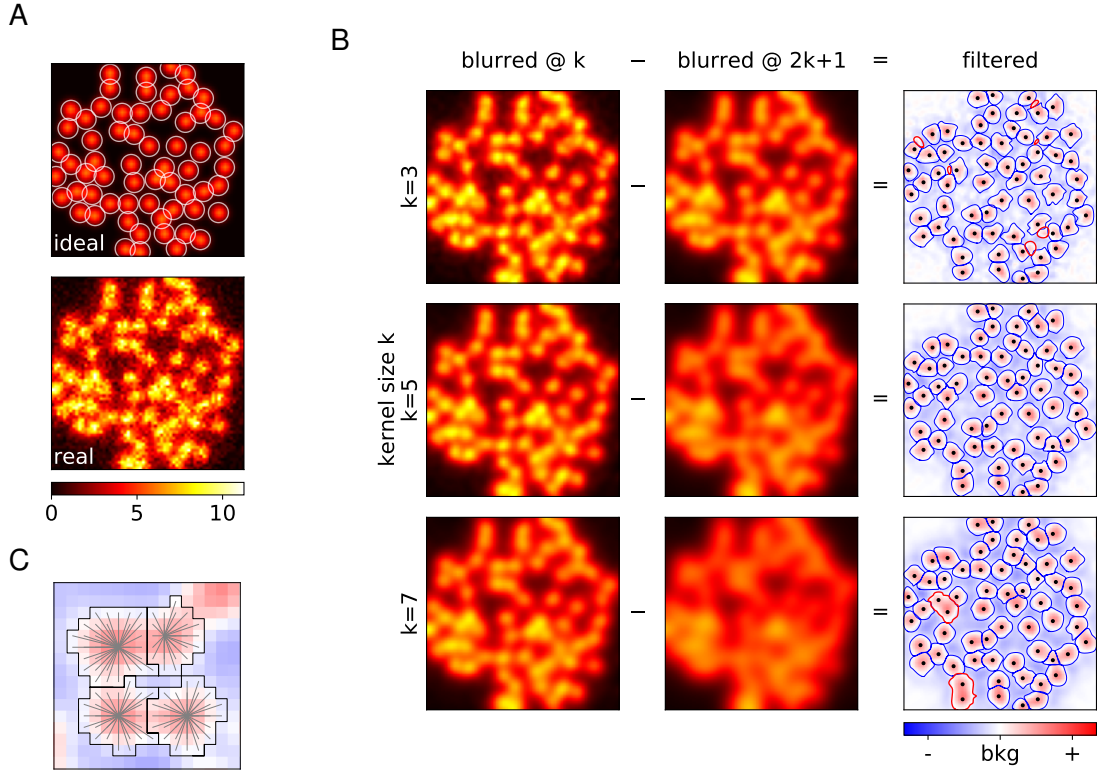 A
ideal
real
0 5 10
B
blurred @ k − blurred @ 2k+1 = filtered
kernel size k
k=3
− =
k=5
− =
k=7
− =
- bkg +
C